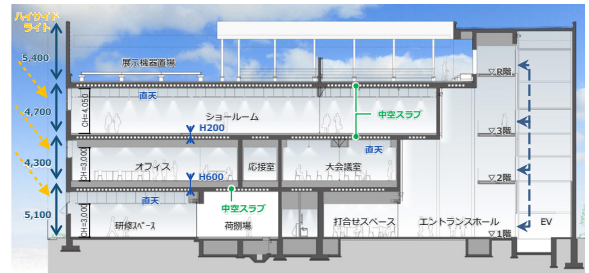 ハイサイド
ライト
5,400
4,700
4,300
5,100
展示機器置場
直天
CH=4,050
ショールーム
中空スラブ
H200
CH=3,000
オフィス
応接室
大会議室
直天
H600
中空スラブ
直天
CH=3,000
研修スペース
荷捌場
打合せスペース
エントランスホール
EV
▽R階
▽3階
▽2階
▽1階